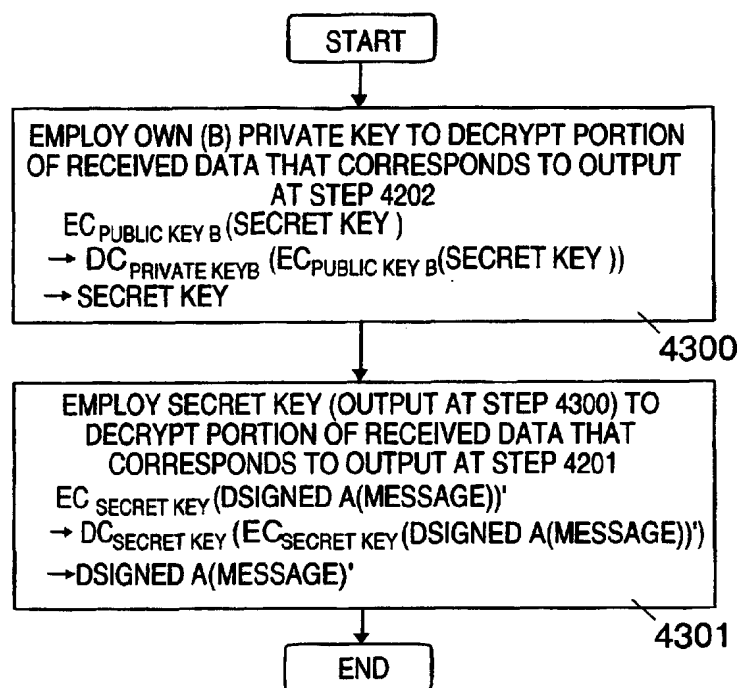 START
EMPLOY OWN (B) PRIVATE KEY TO DECRYPT PORTION
OF RECEIVED DATA THAT CORRESPONDS TO OUTPUT
AT STEP 4202
EC PUBLIC KEY B (SECRET KEY )
→ DC PRIVATE KEYB (EC PUBLIC KEY B(SECRET KEY ))
→ SECRET KEY
4300
EMPLOY SECRET KEY (OUTPUT AT STEP 4300) TO
DECRYPT PORTION OF RECEIVED DATA THAT
CORRESPONDS TO OUTPUT AT STEP 4201
EC SECRET KEY (DSIGNED A(MESSAGE))'
→ DC SECRET KEY (EC SECRET KEY (DSIGNED A(MESSAGE))')
→DSIGNED A(MESSAGE)'
4301
END